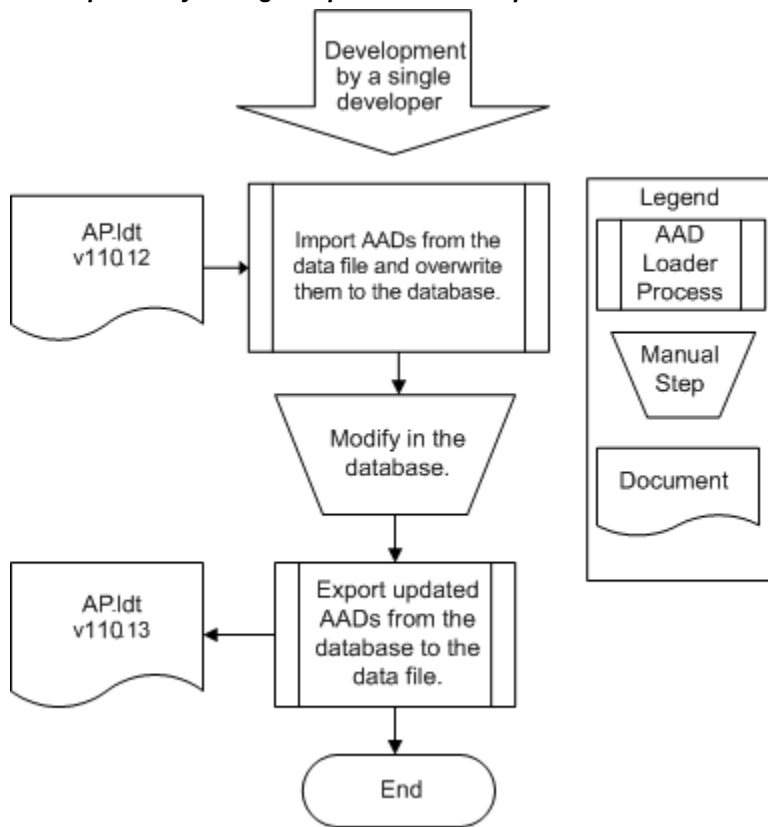 Development
by a single
developer
AP.ldt
v110.12
Import AADs from the
data file and overwrite
them to the database.
Modify in the
database.
AP.ldt
v110.13
Export updated
AADs from the
database to the
data file.
End
Legend
AAD
Loader
Process
Manual
Step
Document